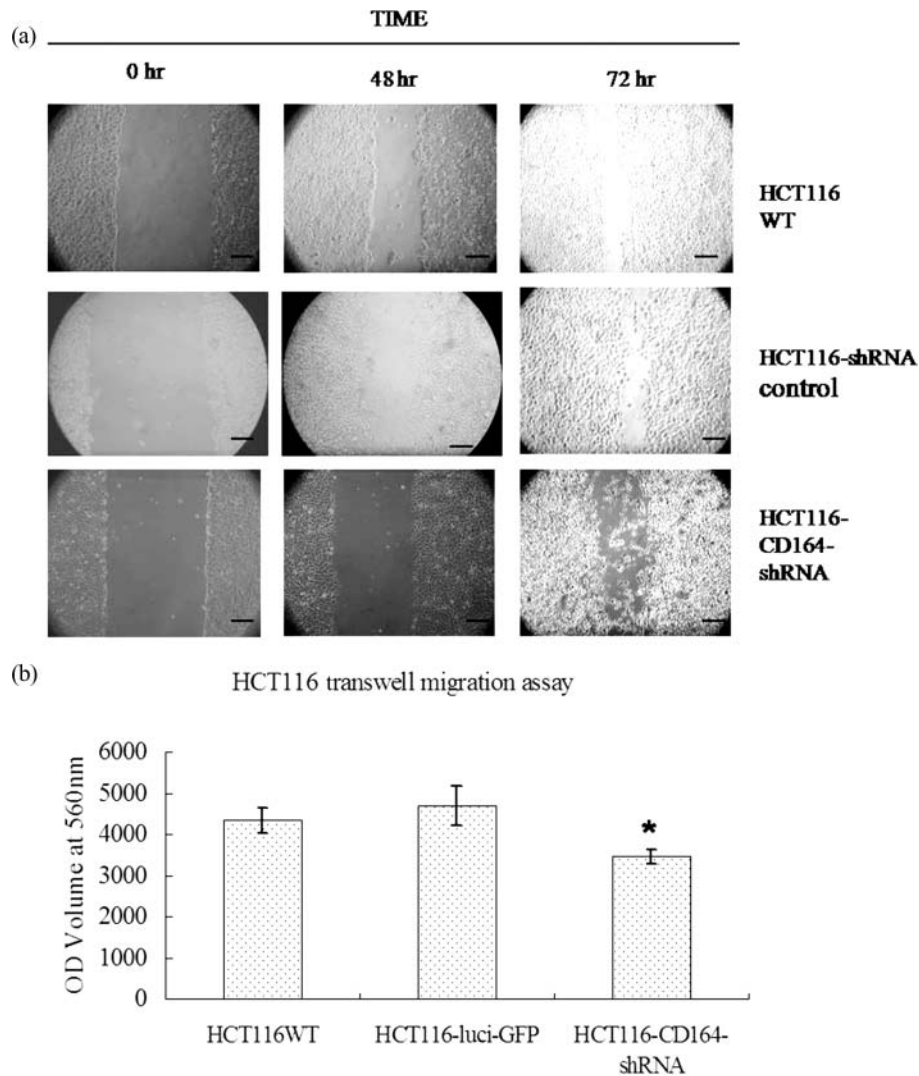 (a)
TIME
0 hr
48 hr
72 hr
HCT116
WT
HCT116-shRNA
control
HCT116-
CD164-
shRNA
(b)
HCT116 transwell migration assay
OD Volume at 560nm
6000
5000
4000
3000
2000
1000
0
*
HCT116WT
HCT116-luci-GFP
HCT116-CD164-
shRNA